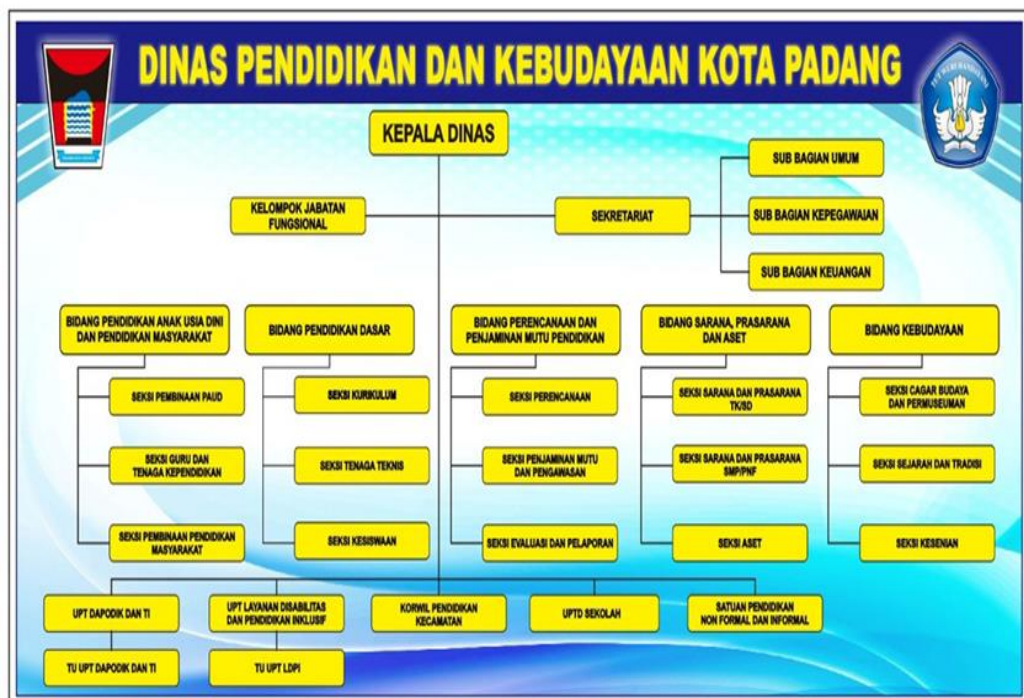 DINAS PENDIDIKAN DAN KEBUDAYAAN KOTA PADANG
KEPALA DINAS
SUB BAGIAN UMUM
KELOMPOK JABATAN
FUNGSIONAL
SEKRETARIAT
SUB BAGIAN KEPEGAWAIAN
SUB BAGIAN KEUANGAN
BIDANG PENDIDIKAN ANAK USIA DINI
DAN PENDIDIKAN MASYARAKAT
BIDANG PENDIDIKAN DASAR
BIDANG PERENCANAAN DAN
PENJAMINAN MUTU PENDIDIKAN
BIDANG SARANA, PRASARANA
DAN ASET
BIDANG KEBUDAYAAN
SEKSI PEMBINAAN PAUD
SEKSI KURIKULUM
SEKSI PERENCANAAN
SEKSI SARANA DAN PRASARANA
TK/SD
SEKSI CAGAR BUDAYA
DAN PERMUSEUMAN
SEKSI GURU DAN
TENAGA KEPENDIDIKAN
SEKSI TENAGA TEKNIS
SEKSI PENJAMINAN MUTU
DAN PENGAWASAN
SEKSI SARANA DAN PRASARANA
SMP/PNF
SEKSI SEJARAH DAN TRADISI
SEKSI PEMBINAAN PENDIDIKAN
MASYARAKAT
SEKSI KESISWAAN
SEKSI EVALUASI DAN PELAPORAN
SEKSI ASET
SEKSI KESENIAN
UPT DAPODIK DAN TI
UPT LAYANAN DISABILITAS
DAN PENDIDIKAN INKLUSIF
KORWIL PENDIDIKAN
KECAMATAN
UPTD SEKOLAH
SATUAN PENDIDIKAN
NON FORMAL DAN INFORMAL
TU UPT DAPODIK DAN TI
TU UPT LDPI